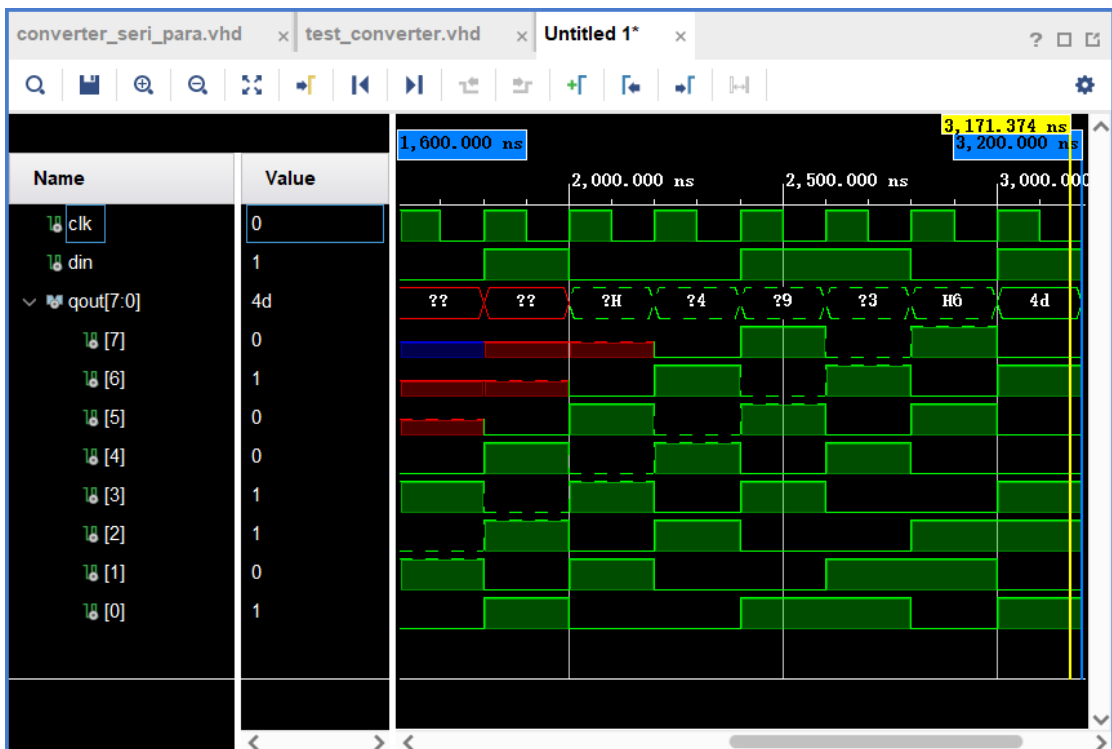 converter_seri_para.vhd × test_converter.vhd × Untitled 1* × ?
3,171.374 ns
1,600.000 ns 3,200.000 ns
Name Value 2,000.000 ns 2,500.000 ns 3,000.000
clk 0
din 1
qout[7:0] 4d ?? ?? ?H ?4 ?9 ?3 H6 4d
[7] 0
[6] 1
[5] 0
[4] 0
[3] 1
[2] 1
[1] 0
[0] 1